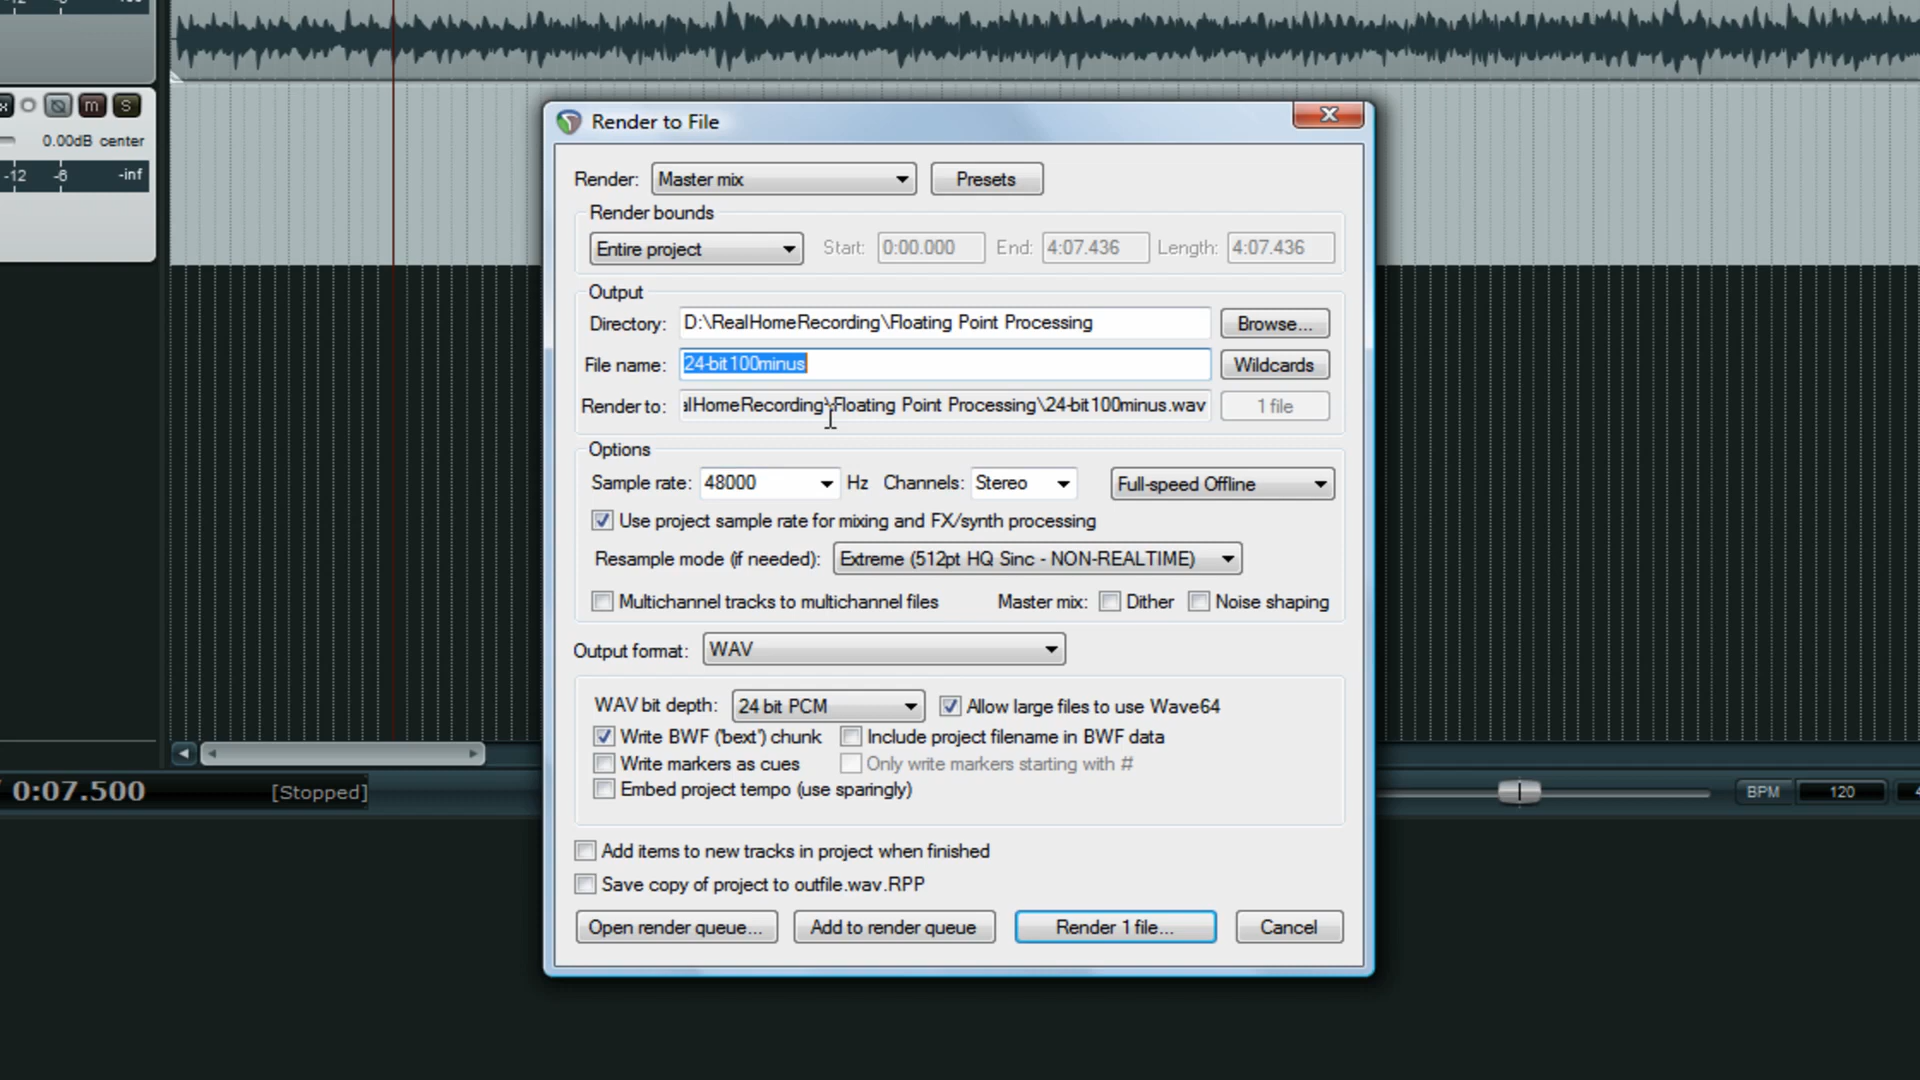 -12 -6
Render to File
m S
Render: Master mix Presets
0.00dB center
-12 -6 -inf
Render bounds
Entire project Start: 0:00.000 End: 4:07.436 Length: 4:07.436
Output
Directory: D:\RealHomeRecording\Floating Point Processing Browse...
File name: 24-bit100minus Wildcards
Render to: alHomeRecording\Floating Point Processing\24-bit100minus.wav 1 file
Options
Sample rate: 48000 Hz Channels: Stereo Full-speed Offline
Use project sample rate for mixing and FX/synth processing
Resample mode (if needed): Extreme (512pt HQ Sinc - NON-REALTIME)
Multichannel tracks to multichannel files Master mix: Dither Noise shaping
Output format: WAV
WAV bit depth: 24 bit PCM Allow large files to use Wave64
Write BWF ('bext') chunk Include project filename in BWF data
Write markers as cues Only write markers starting with #
Embed project tempo (use sparingly)
0:07.500 [Stopped] BPM 120
Add items to new tracks in project when finished
Save copy of project to outfile.wav.RPP
Open render queue... Add to render queue Render 1 file... Cancel